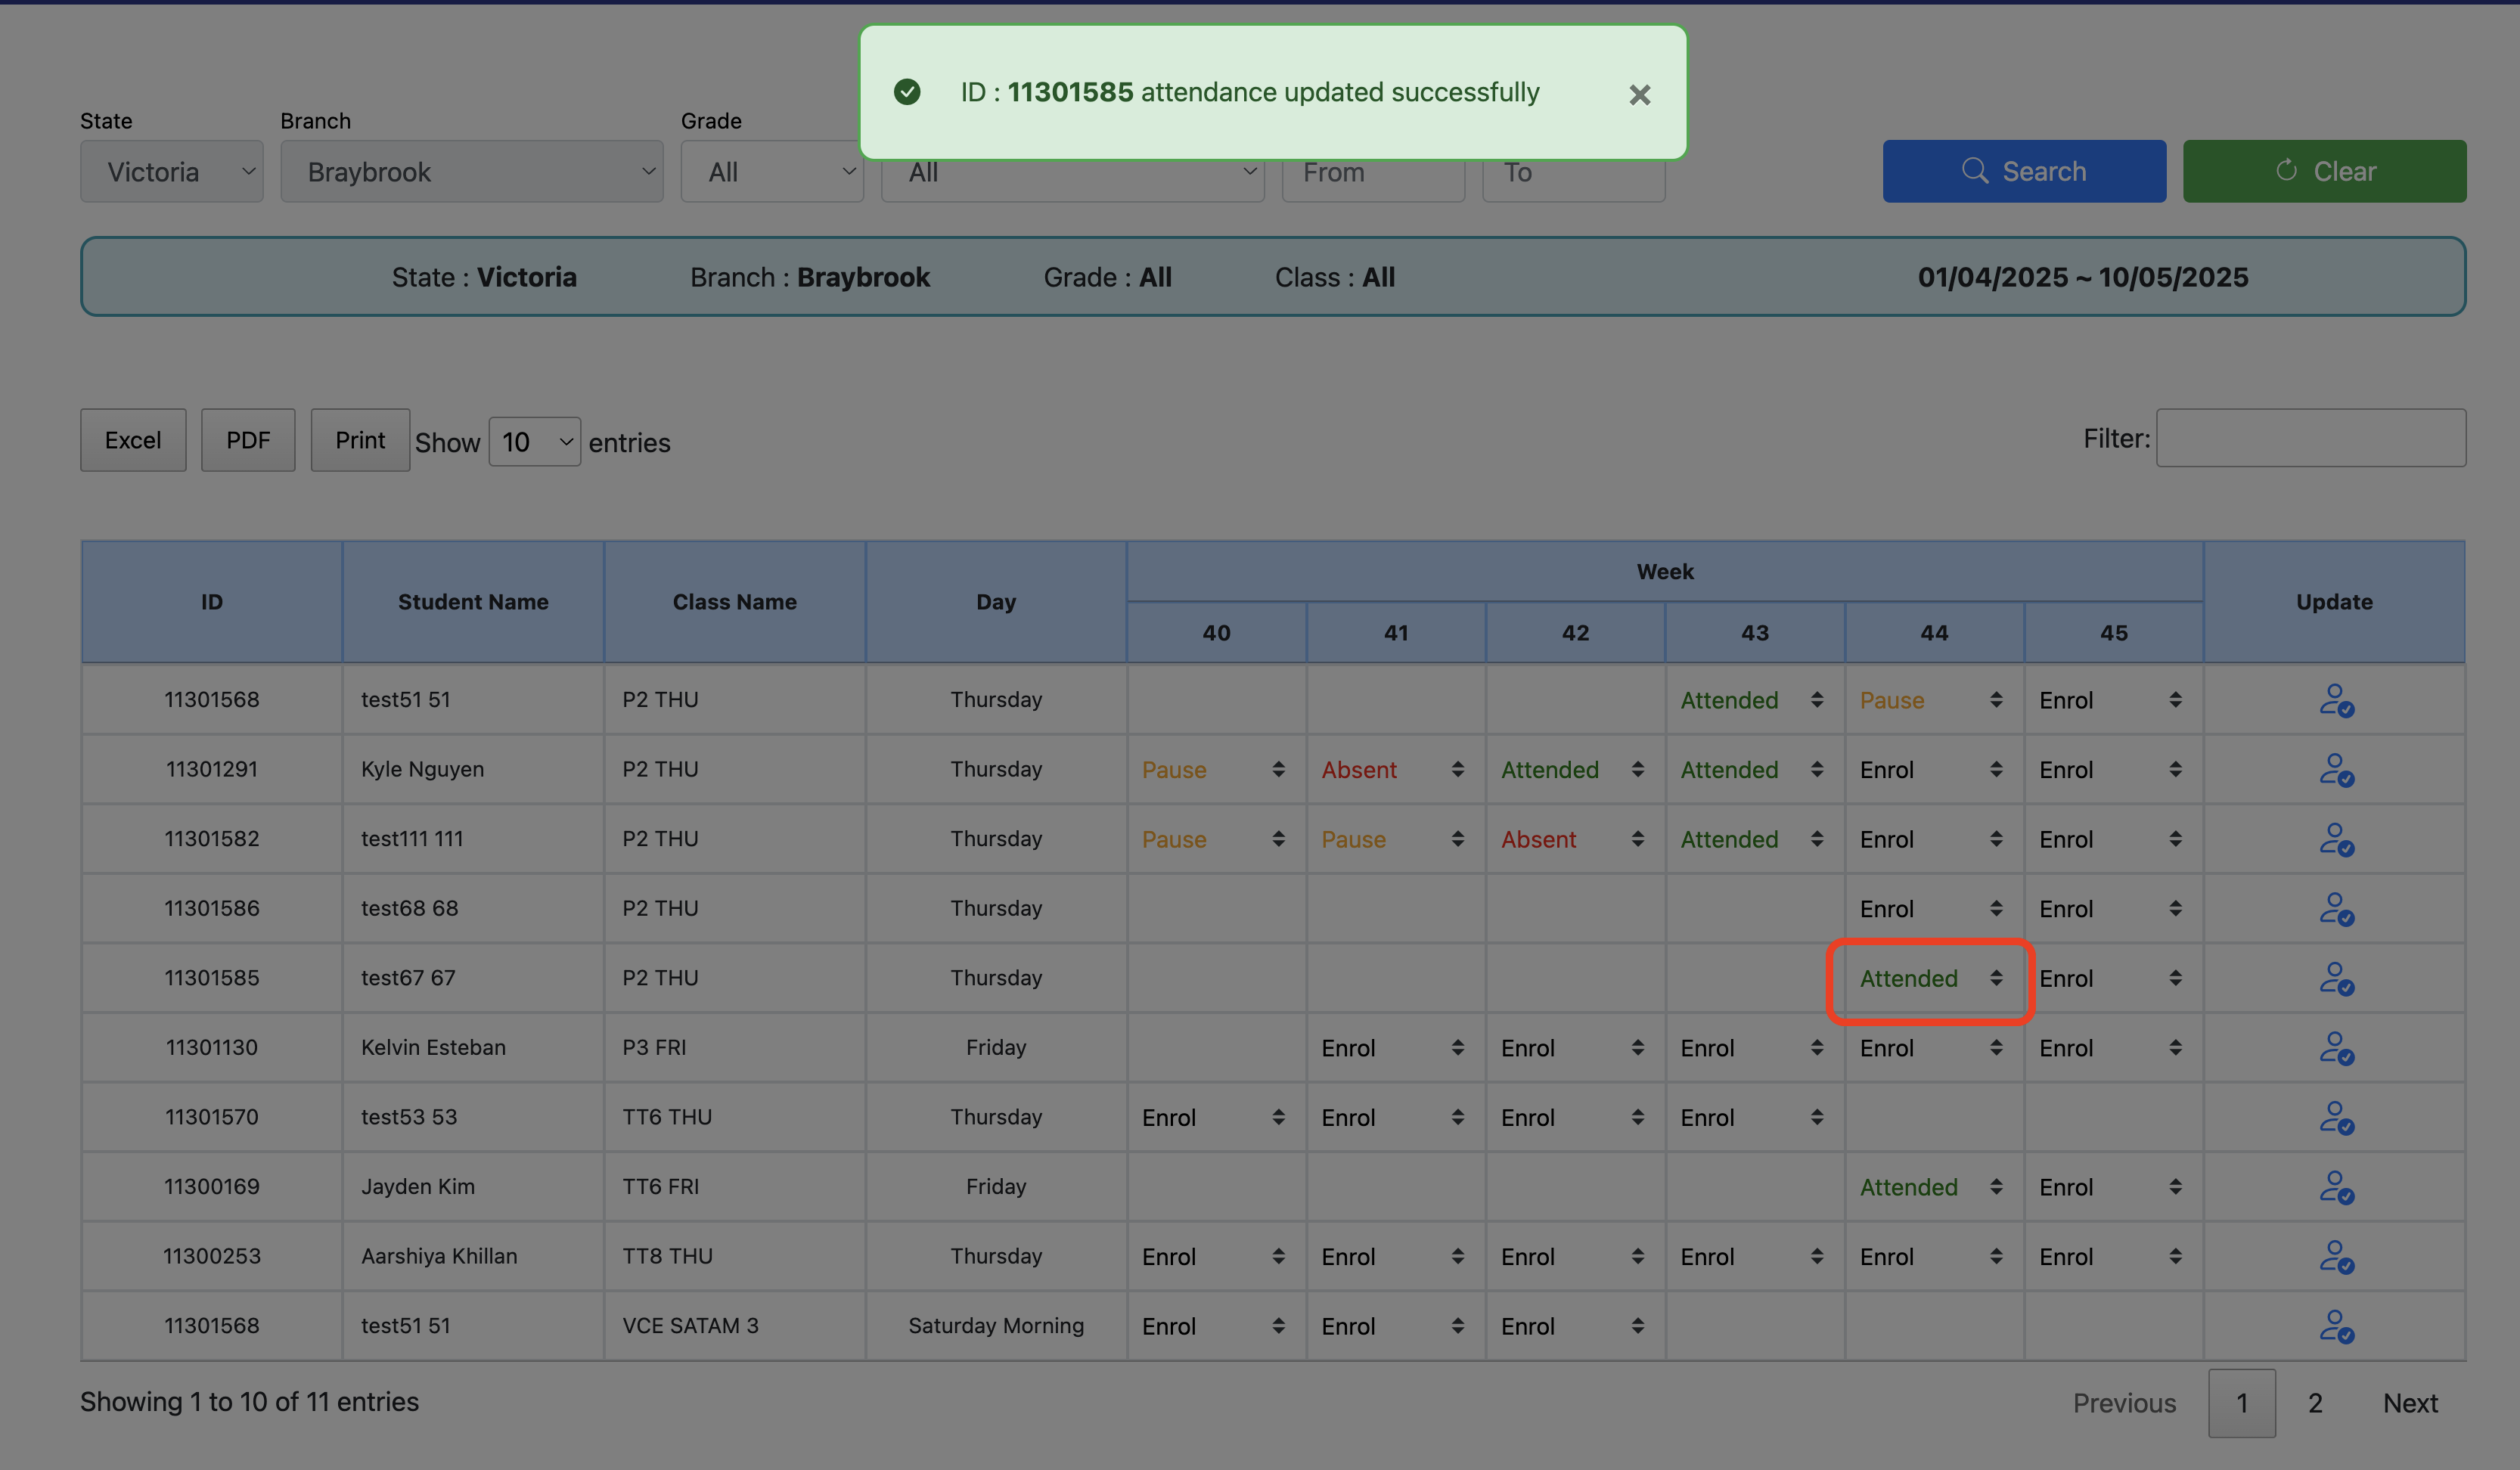 ID : 11301585 attendance updated successfully ×
State Branch Grade
Victoria Braybrook All All From To Search Clear
State : Victoria Branch : Braybrook Grade : All Class : All 01/04/2025 ~ 10/05/2025
Excel PDF Print Show 10 entries Filter:
ID Student Name Class Name Day Week Update
40 41 42 43 44 45
11301568 test51 51 P2 THU Thursday Attended Pause Enrol
11301291 Kyle Nguyen P2 THU Thursday Pause Absent Attended Attended Enrol Enrol
11301582 test111 111 P2 THU Thursday Pause Pause Absent Attended Enrol Enrol
11301586 test68 68 P2 THU Thursday Enrol Enrol
11301585 test67 67 P2 THU Thursday Attended Enrol
11301130 Kelvin Esteban P3 FRI Friday Enrol Enrol Enrol Enrol Enrol
11301570 test53 53 TT6 THU Thursday Enrol Enrol Enrol Enrol
11300169 Jayden Kim TT6 FRI Friday Attended Enrol
11300253 Aarshiya Khillan TT8 THU Thursday Enrol Enrol Enrol Enrol Enrol Enrol
11301568 test51 51 VCE SATAM 3 Saturday Morning Enrol Enrol Enrol
Showing 1 to 10 of 11 entries Previous 1 2 Next